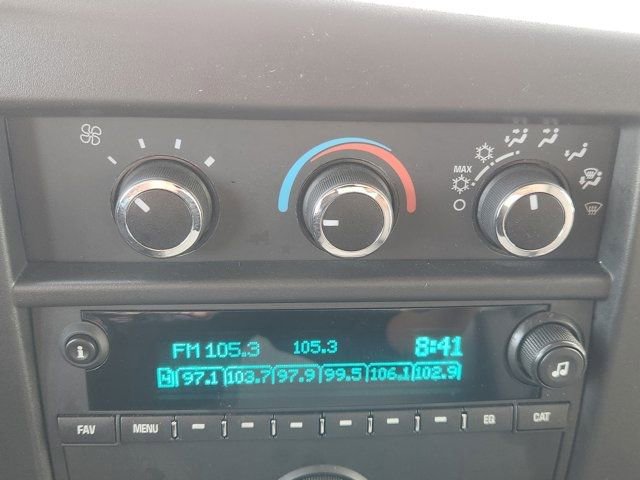 MAX
FM 105.3 105.3 8:41
4 97.1 103.7 97.9 99.5 106.1 102.9
i
FAV MENU EQ CAT